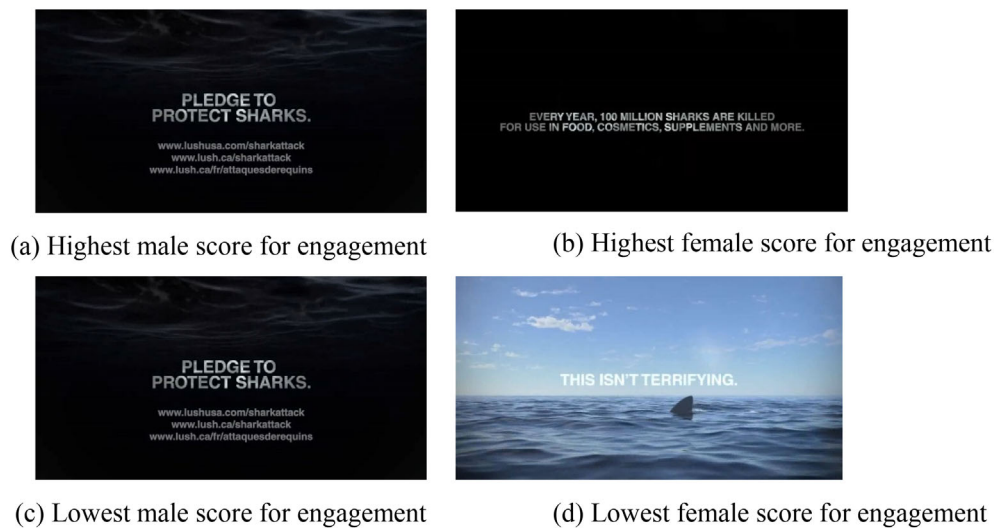 PLEDGE TO
PROTECT SHARKS.
www.lushusa.com/sharkattack
www.lush.ca/sharkattack
www.lush.ca/fr/attaquesderequins
(a) Highest male score for engagement
EVERY YEAR, 100 MILLION SHARKS ARE KILLED
FOR USE IN FOOD, COSMETICS, SUPPLEMENTS AND MORE.
(b) Highest female score for engagement
PLEDGE TO
PROTECT SHARKS.
www.lushusa.com/sharkattack
www.lush.ca/sharkattack
www.lush.ca/fr/attaquesderequins
(c) Lowest male score for engagement
THIS ISN'T TERRIFYING.
(d) Lowest female score for engagement